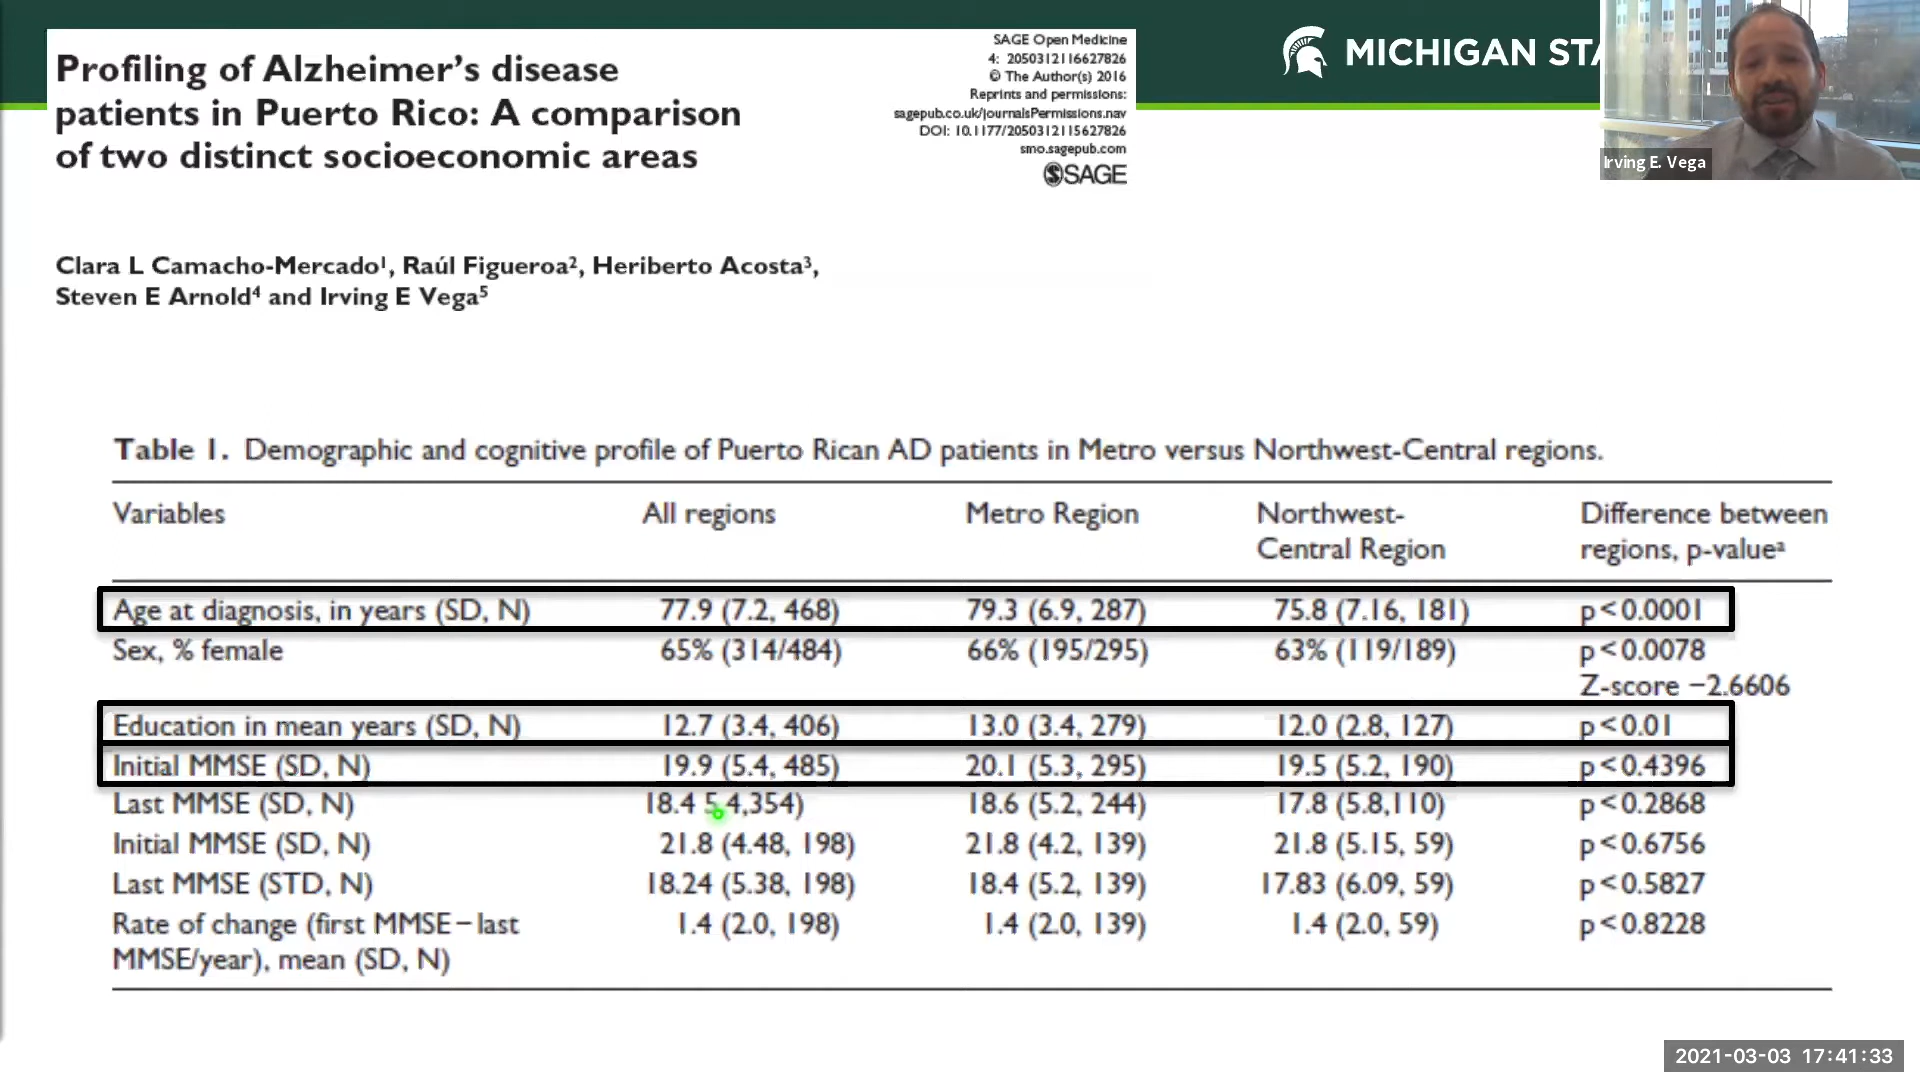 Profiling of Alzheimer's disease
patients in Puerto Rico: A comparison
of two distinct socioeconomic areas
SAGE Open Medicine
4: 2050312116627826
© The Author(s) 2016
Reprints and permissions:
sagepub.co.uk/journalsPermissions.nav
DOI: 10.1177/2050312115627826
smo.sagepub.com
SAGE
MICHIGAN STA
Irving E. Vega
Clara L Camacho-Mercado¹, Raúl Figueroa², Heriberto Acosta³,
Steven E Arnold⁴ and Irving E Vega⁵
Table 1. Demographic and cognitive profile of Puerto Rican AD patients in Metro versus Northwest-Central regions.
Variables All regions Metro Region Northwest- Difference between
Central Region regions, p-valueᵃ
Age at diagnosis, in years (SD, N) 77.9 (7.2, 468) 79.3 (6.9, 287) 75.8 (7.16, 181) p<0.0001
Sex, % female 65% (314/484) 66% (195/295) 63% (119/189) p<0.0078
Z-score −2.6606
Education in mean years (SD, N) 12.7 (3.4, 406) 13.0 (3.4, 279) 12.0 (2.8, 127) p<0.01
Initial MMSE (SD, N) 19.9 (5.4, 485) 20.1 (5.3, 295) 19.5 (5.2, 190) p<0.4396
Last MMSE (SD, N) 18.4 5.4,354) 18.6 (5.2, 244) 17.8 (5.8,110) p<0.2868
Initial MMSE (SD, N) 21.8 (4.48, 198) 21.8 (4.2, 139) 21.8 (5.15, 59) p<0.6756
Last MMSE (STD, N) 18.24 (5.38, 198) 18.4 (5.2, 139) 17.83 (6.09, 59) p<0.5827
Rate of change (first MMSE−last 1.4 (2.0, 198) 1.4 (2.0, 139) 1.4 (2.0, 59) p<0.8228
MMSE/year), mean (SD, N)
2021-03-03 17:41:33